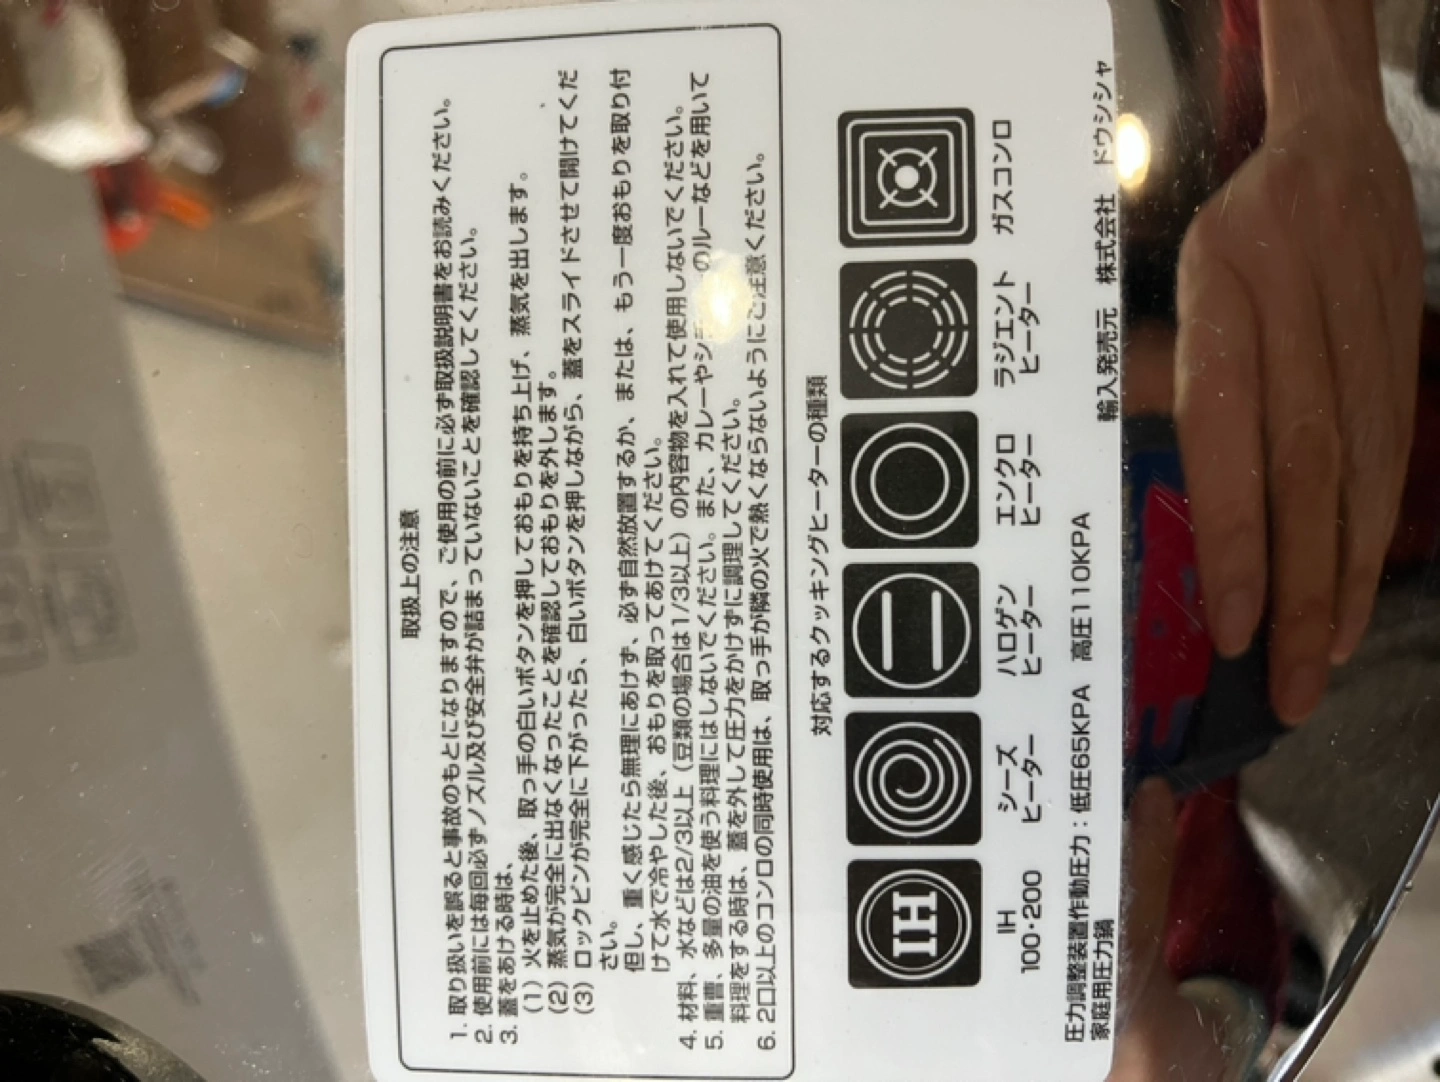 取扱上の注意
1. 取り扱いを誤ると事故のもとになりますので、ご使用の前に必ず取扱説明書をお読みください。
2. 使用前には毎回必ずノズル及び安全弁が詰まっていないことを確認してください。
3. 蓋をあける時は、
(1) 火を止めた後、取っ手の白いボタンを押しておもりを持ち上げ、蒸気を出します。
(2) 蒸気が完全に出なくなったことを確認しておもりを外します。
(3) ロックピンが完全に下がったら、白いボタンを押しながら、蓋をスライドさせて開けてくだ
さい。
但し、重く感じたら無理にあけず、必ず自然放置するか、または、もう一度おもりを取り付
けて水で冷やした後、おもりを取ってあけてください。
4. 材料、水などは2/3以上（豆類の場合は1/3以上）の内容物を入れて使用しないでください。
5. 重曹、多量の油を使う料理にはしないでください。また、カレーやシ のルーなどを用いて
料理をする時は、蓋を外して圧力をかけずに調理してください。
6. 2口以上のコンロの同時使用は、取っ手が隣の火で熱くならないようにご注意ください。
対応するクッキングヒーターの種類
IH
IH 100・200
シーズ ヒーター
ハロゲン ヒーター
エンクロ ヒーター
ラジエント ヒーター
ガスコンロ
圧力調整装置作動圧力：低圧65KPA 高圧110KPA
家庭用圧力鍋 輸入発売元 株式会社 ドウシシャ